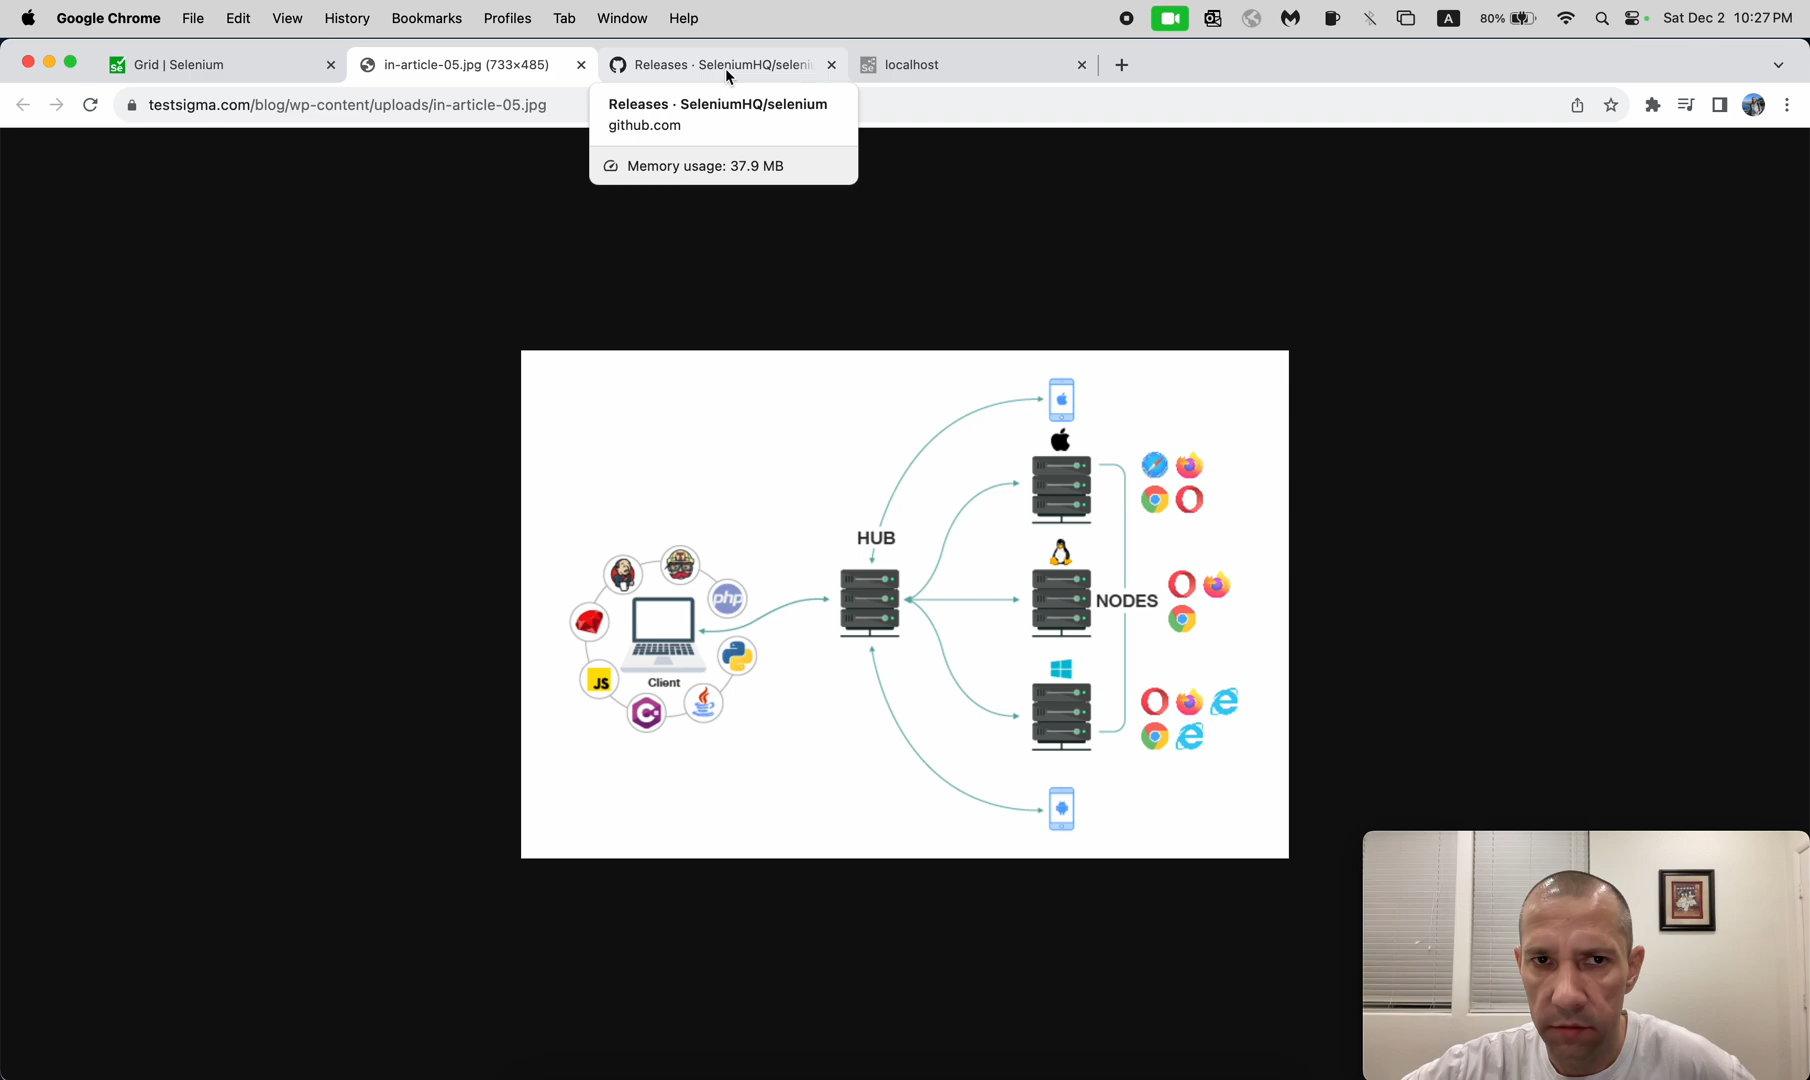 Google Chrome File Edit View History Bookmarks Profiles Tab Window Help
A 80% Sat Dec 2 10:27 PM
Grid | Selenium
in-article-05.jpg (733×485)
Releases · SeleniumHQ/seleni
localhost
testsigma.com/blog/wp-content/uploads/in-article-05.jpg
Releases · SeleniumHQ/selenium
github.com
Memory usage: 37.9 MB
HUB
php
NODES
JS
Client
C